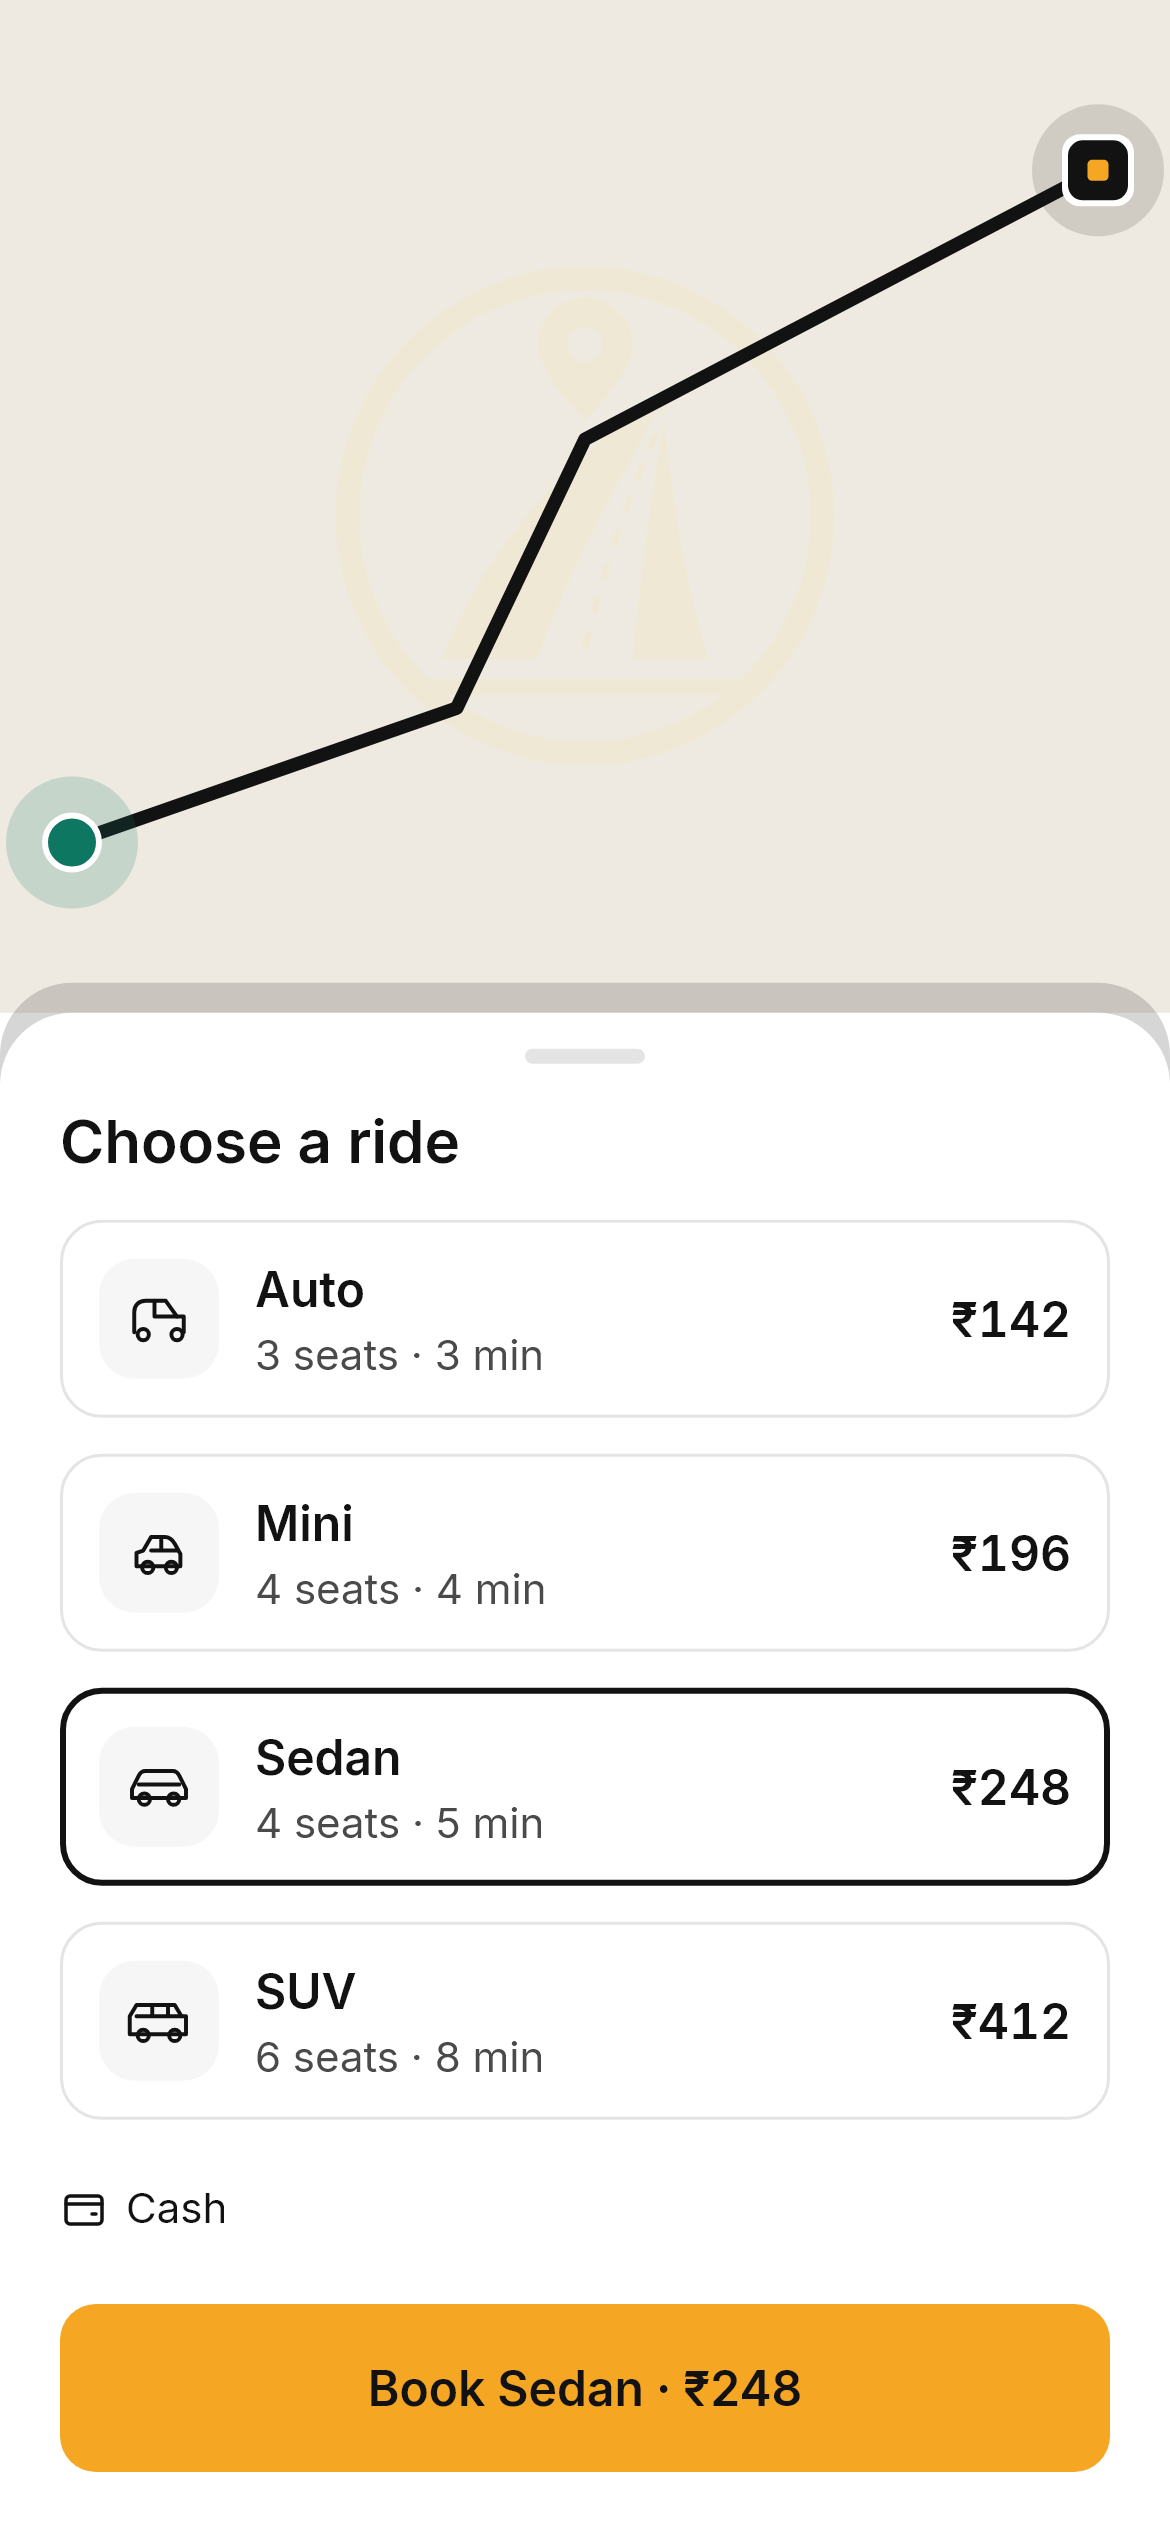 Choose a ride
Auto
3 seats · 3 min
₹142
Mini
4 seats · 4 min
₹196
Sedan
4 seats · 5 min
₹248
SUV
6 seats · 8 min
₹412
Cash
Book Sedan · ₹248